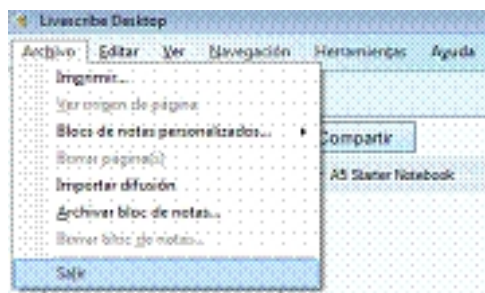 Livescribe Desktop
Archivo Editar Ver Navegación Herramientas Ayuda
Imprimir...
Ver origen de página
Blocs de notas personalizados...
Compartir
Borrar página(s)
A5 Starter Notebook
Importar difusión
Archivar bloc de notas...
Borrar bloc de notas...
Salir